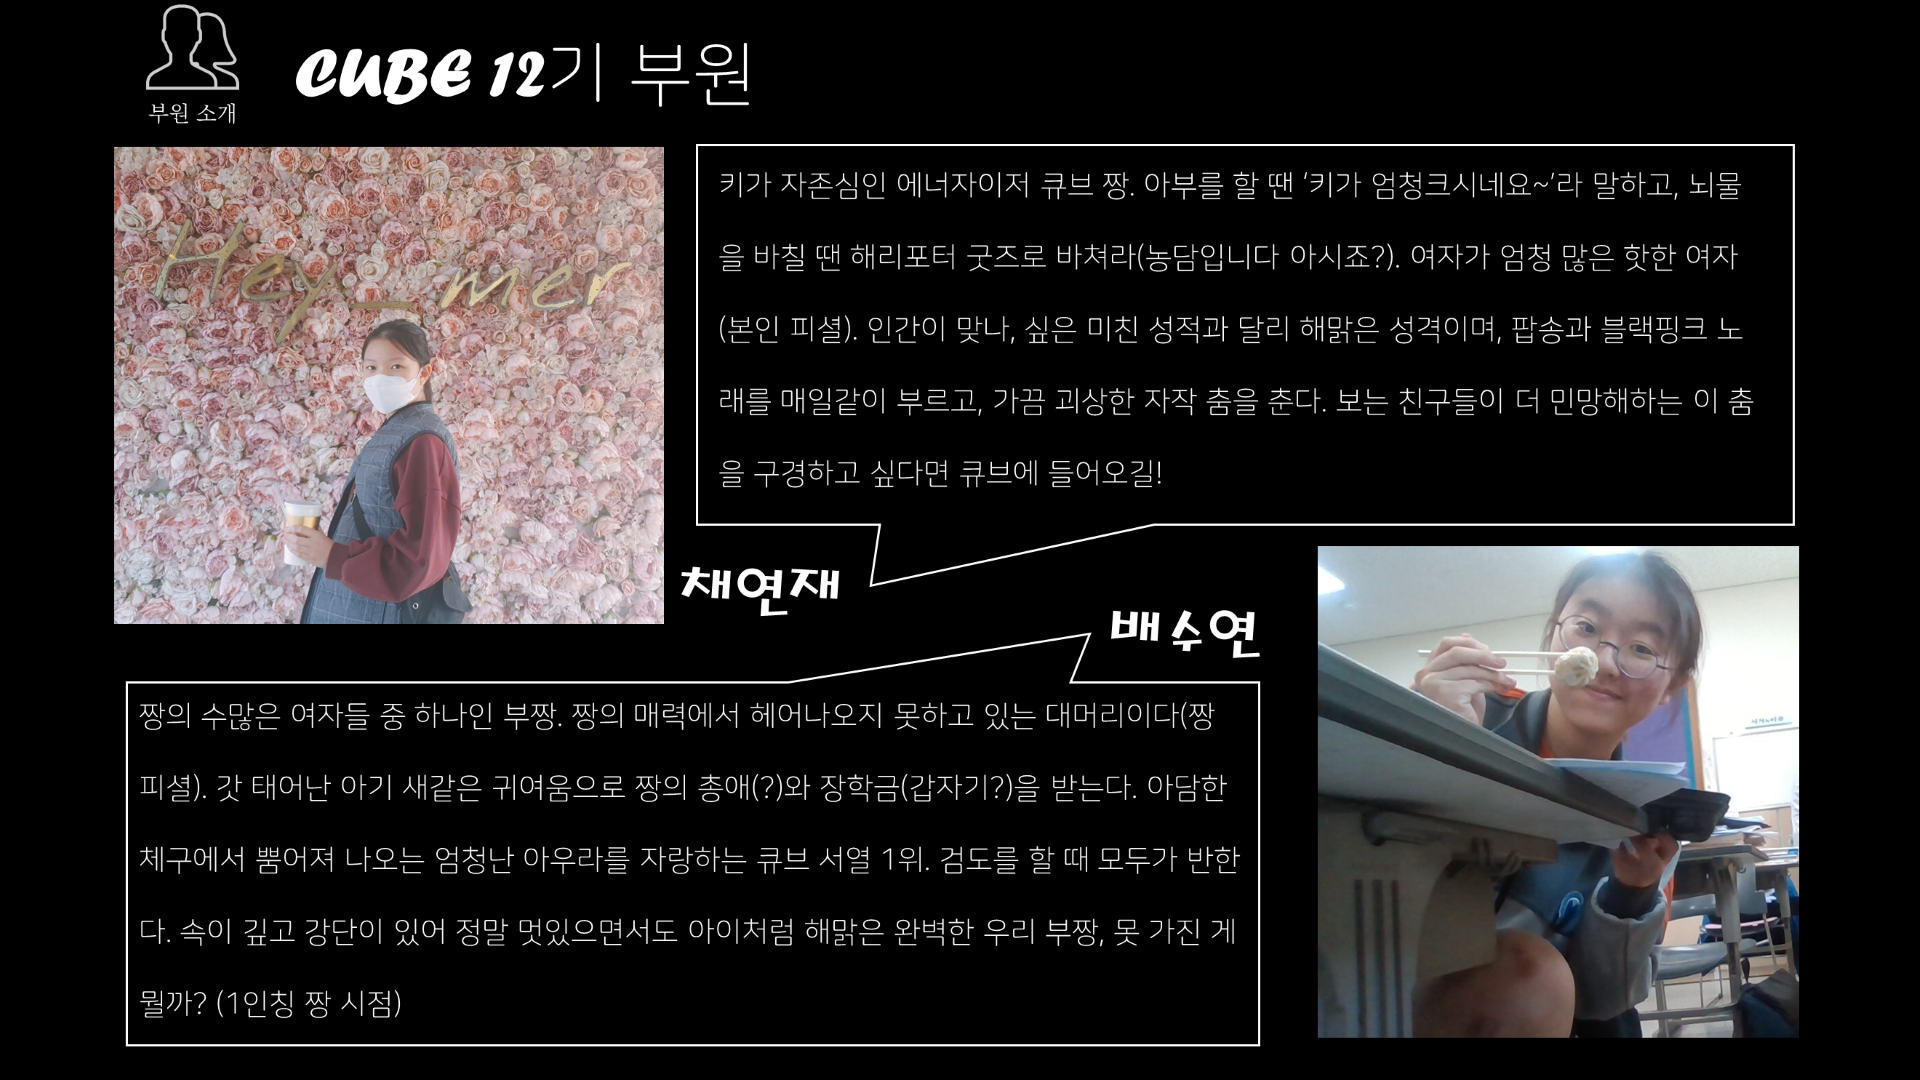 부원 소개
CUBE 12기 부원
Hey_mer
키가 자존심인 에너자이저 큐브 짱. 아부를 할 땐 ‘키가 엄청크시네요~’라 말하고, 뇌물
을 바칠 땐 해리포터 굿즈로 바쳐라(농담입니다 아시죠?). 여자가 엄청 많은 핫한 여자
(본인 피셜). 인간이 맞나, 싶은 미친 성적과 달리 해맑은 성격이며, 팝송과 블랙핑크 노
래를 매일같이 부르고, 가끔 괴상한 자작 춤을 춘다. 보는 친구들이 더 민망해하는 이 춤
을 구경하고 싶다면 큐브에 들어오길!
채연재
배수연
짱의 수많은 여자들 중 하나인 부짱. 짱의 매력에서 헤어나오지 못하고 있는 대머리이다(짱
피셜). 갓 태어난 아기 새같은 귀여움으로 짱의 총애(?)와 장학금(갑자기?)을 받는다. 아담한
체구에서 뿜어져 나오는 엄청난 아우라를 자랑하는 큐브 서열 1위. 검도를 할 때 모두가 반한
다. 속이 깊고 강단이 있어 정말 멋있으면서도 아이처럼 해맑은 완벽한 우리 부짱, 못 가진 게
뭘까? (1인칭 짱 시점)